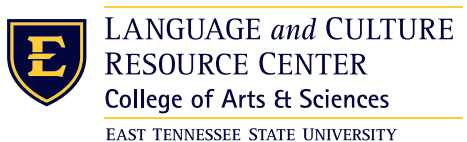 E
LANGUAGE and CULTURE
RESOURCE CENTER
College of Arts & Sciences
EAST TENNESSEE STATE UNIVERSITY